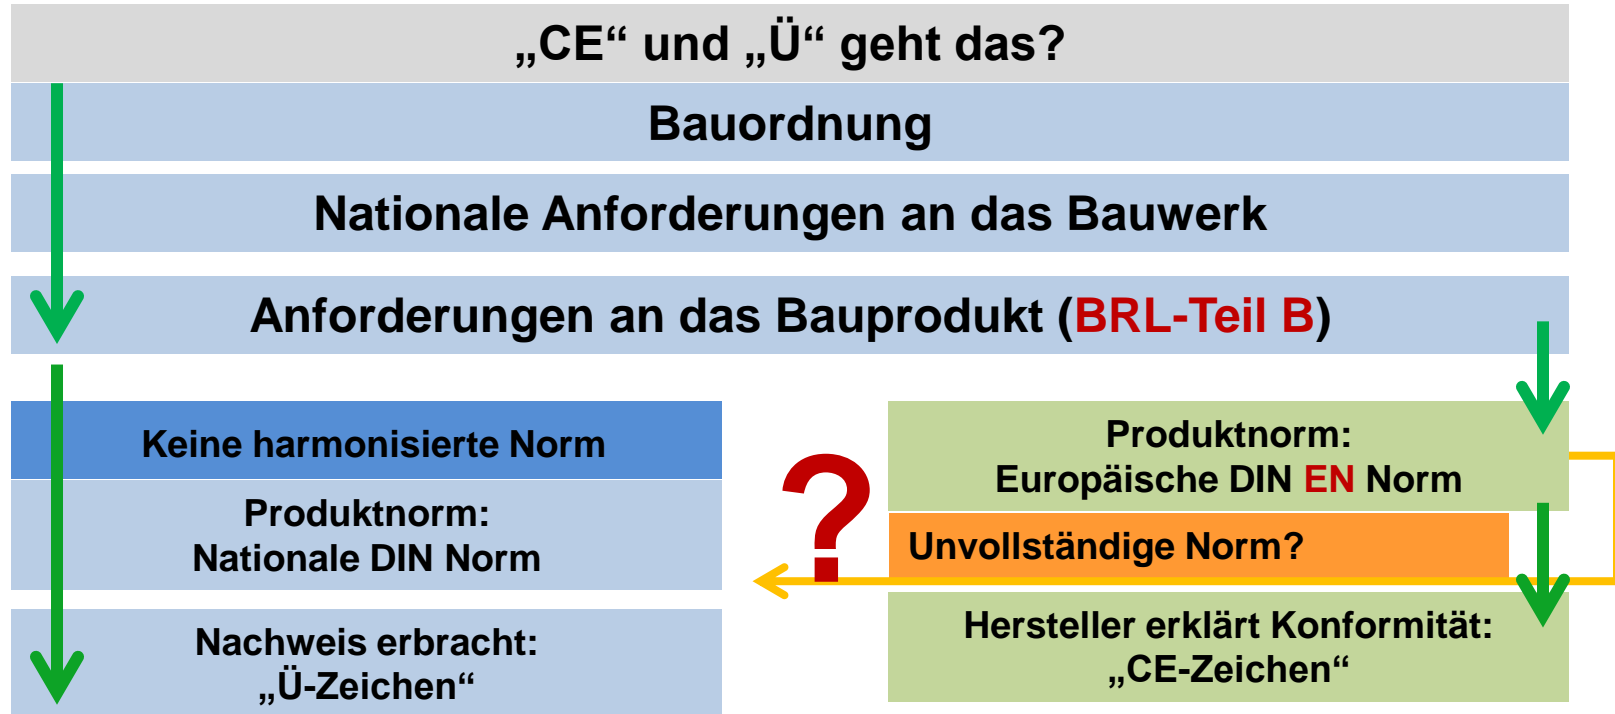 „CE“ und „Ü“ geht das?
Bauordnung
Nationale Anforderungen an das Bauwerk
Anforderungen an das Bauprodukt (BRL-Teil B)
Keine harmonisierte Norm
Produktnorm:
Nationale DIN Norm
Nachweis erbracht:
„Ü-Zeichen“
?
Produktnorm:
Europäische DIN EN Norm
Unvollständige Norm?
Hersteller erklärt Konformität:
„CE-Zeichen“